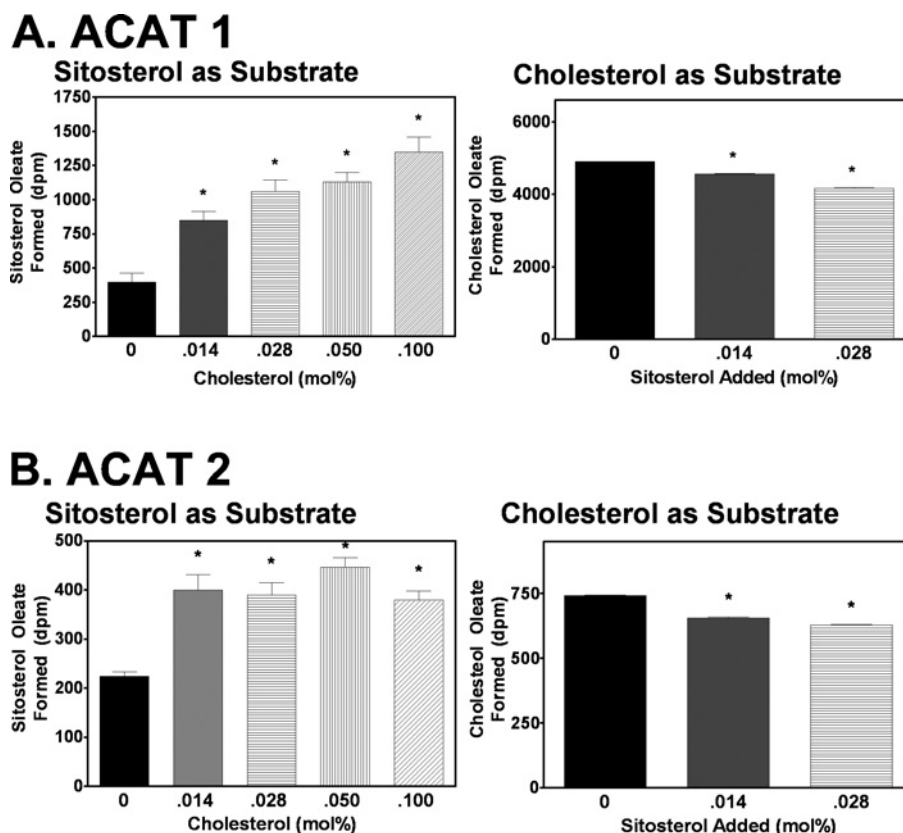 A. ACAT 1
Sitosterol as Substrate
Sitosterol Oleate
Formed (dpm)
1750
1500
1250
1000
750
500
250
0
*
*
*
*
0 .014 .028 .050 .100
Cholesterol (mol%)
Cholesterol as Substrate
Cholesterol Oleate
Formed (dpm)
6000
4000
2000
0
*
*
0 .014 .028
Sitosterol Added (mol%)
B. ACAT 2
Sitosterol as Substrate
Sitosterol Oleate
Formed (dpm)
500
400
300
200
100
0
*
*
*
*
0 .014 .028 .050 .100
Cholesterol (mol%)
Cholesterol as Substrate
Cholesteol Oleate
Formed (dpm)
750
500
250
0
*
*
0 .014 .028
Sitosterol Added (mol%)